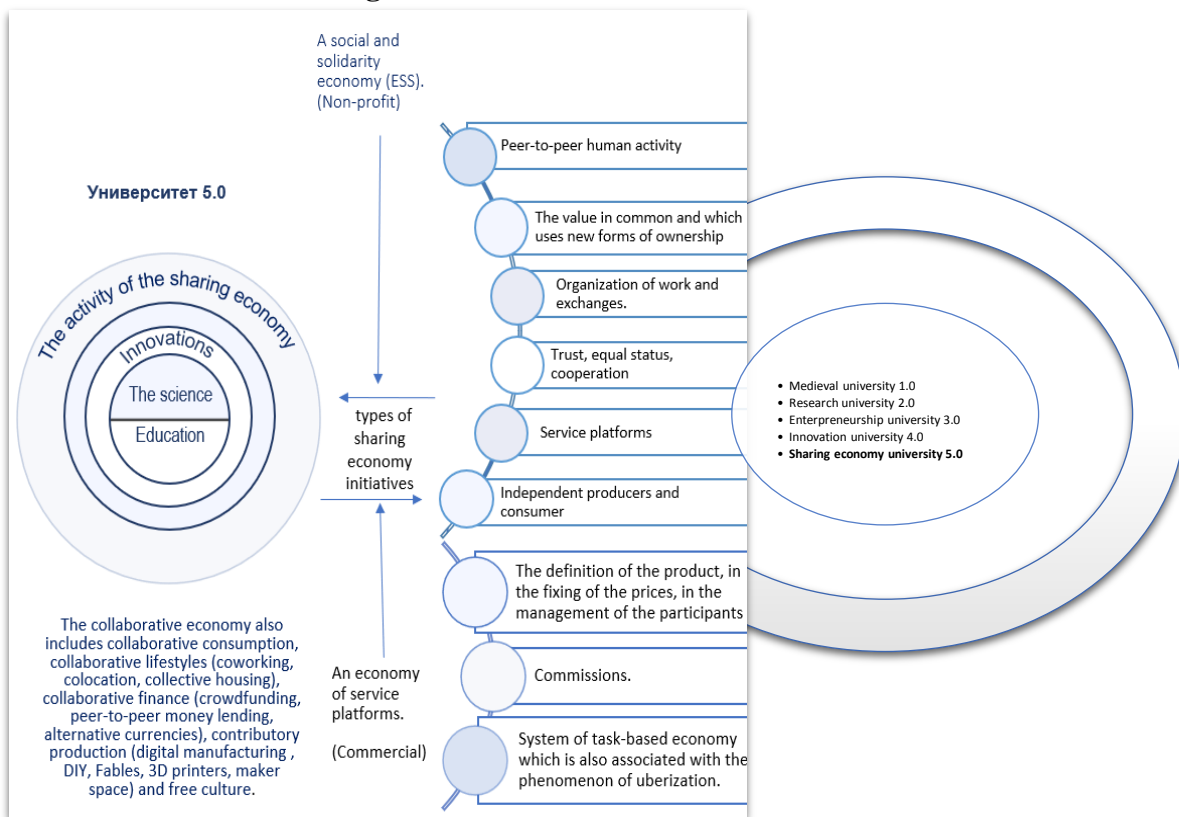 A social and
solidarity
economy (ESS).
(Non-profit)
Университет 5.0
The activity of the sharing economy
Innovations
The science
Education
The collaborative economy also
includes collaborative consumption,
collaborative lifestyles (coworking,
colocation, collective housing),
collaborative finance (crowdfunding,
peer-to-peer money lending,
alternative currencies), contributory
production (digital manufacturing ,
DIY, Fables, 3D printers, maker
space) and free culture.
types of
sharing
economy
initiatives
An economy
of service
platforms.
(Commercial)
Peer-to-peer human activity
The value in common and which
uses new forms of ownership
Organization of work and
exchanges.
Trust, equal status,
cooperation
Service platforms
Independent producers and
consumer
The definition of the product, in
the fixing of the prices, in the
management of the participants
Commissions.
System of task-based economy
which is also associated with the
phenomenon of uberization.
• Medieval university 1.0
• Research university 2.0
• Enterpreneurship university 3.0
• Innovation university 4.0
• Sharing economy university 5.0